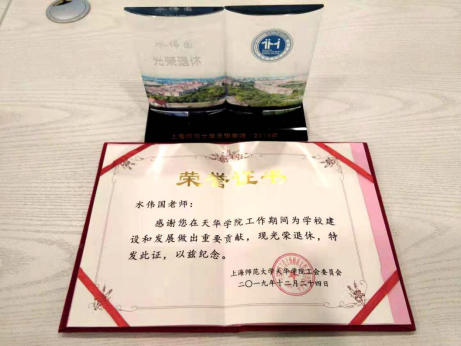 水伟国
光荣退休
荣誉证书
水伟国老师：
感谢您在天华学院工作期间为学校建
设和发展做出重要贡献，现光荣退休，特
发此证，以兹纪念。
上海师范大学天华学院工会委员会
二〇一九年十二月二十四日